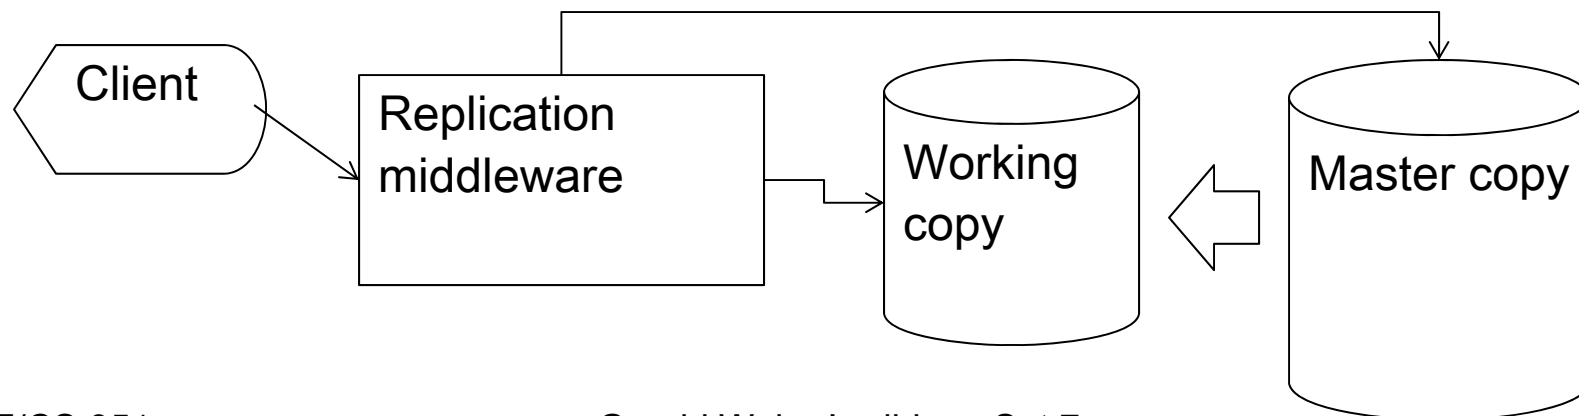 Client
Replication
middleware
Working
copy
Master copy